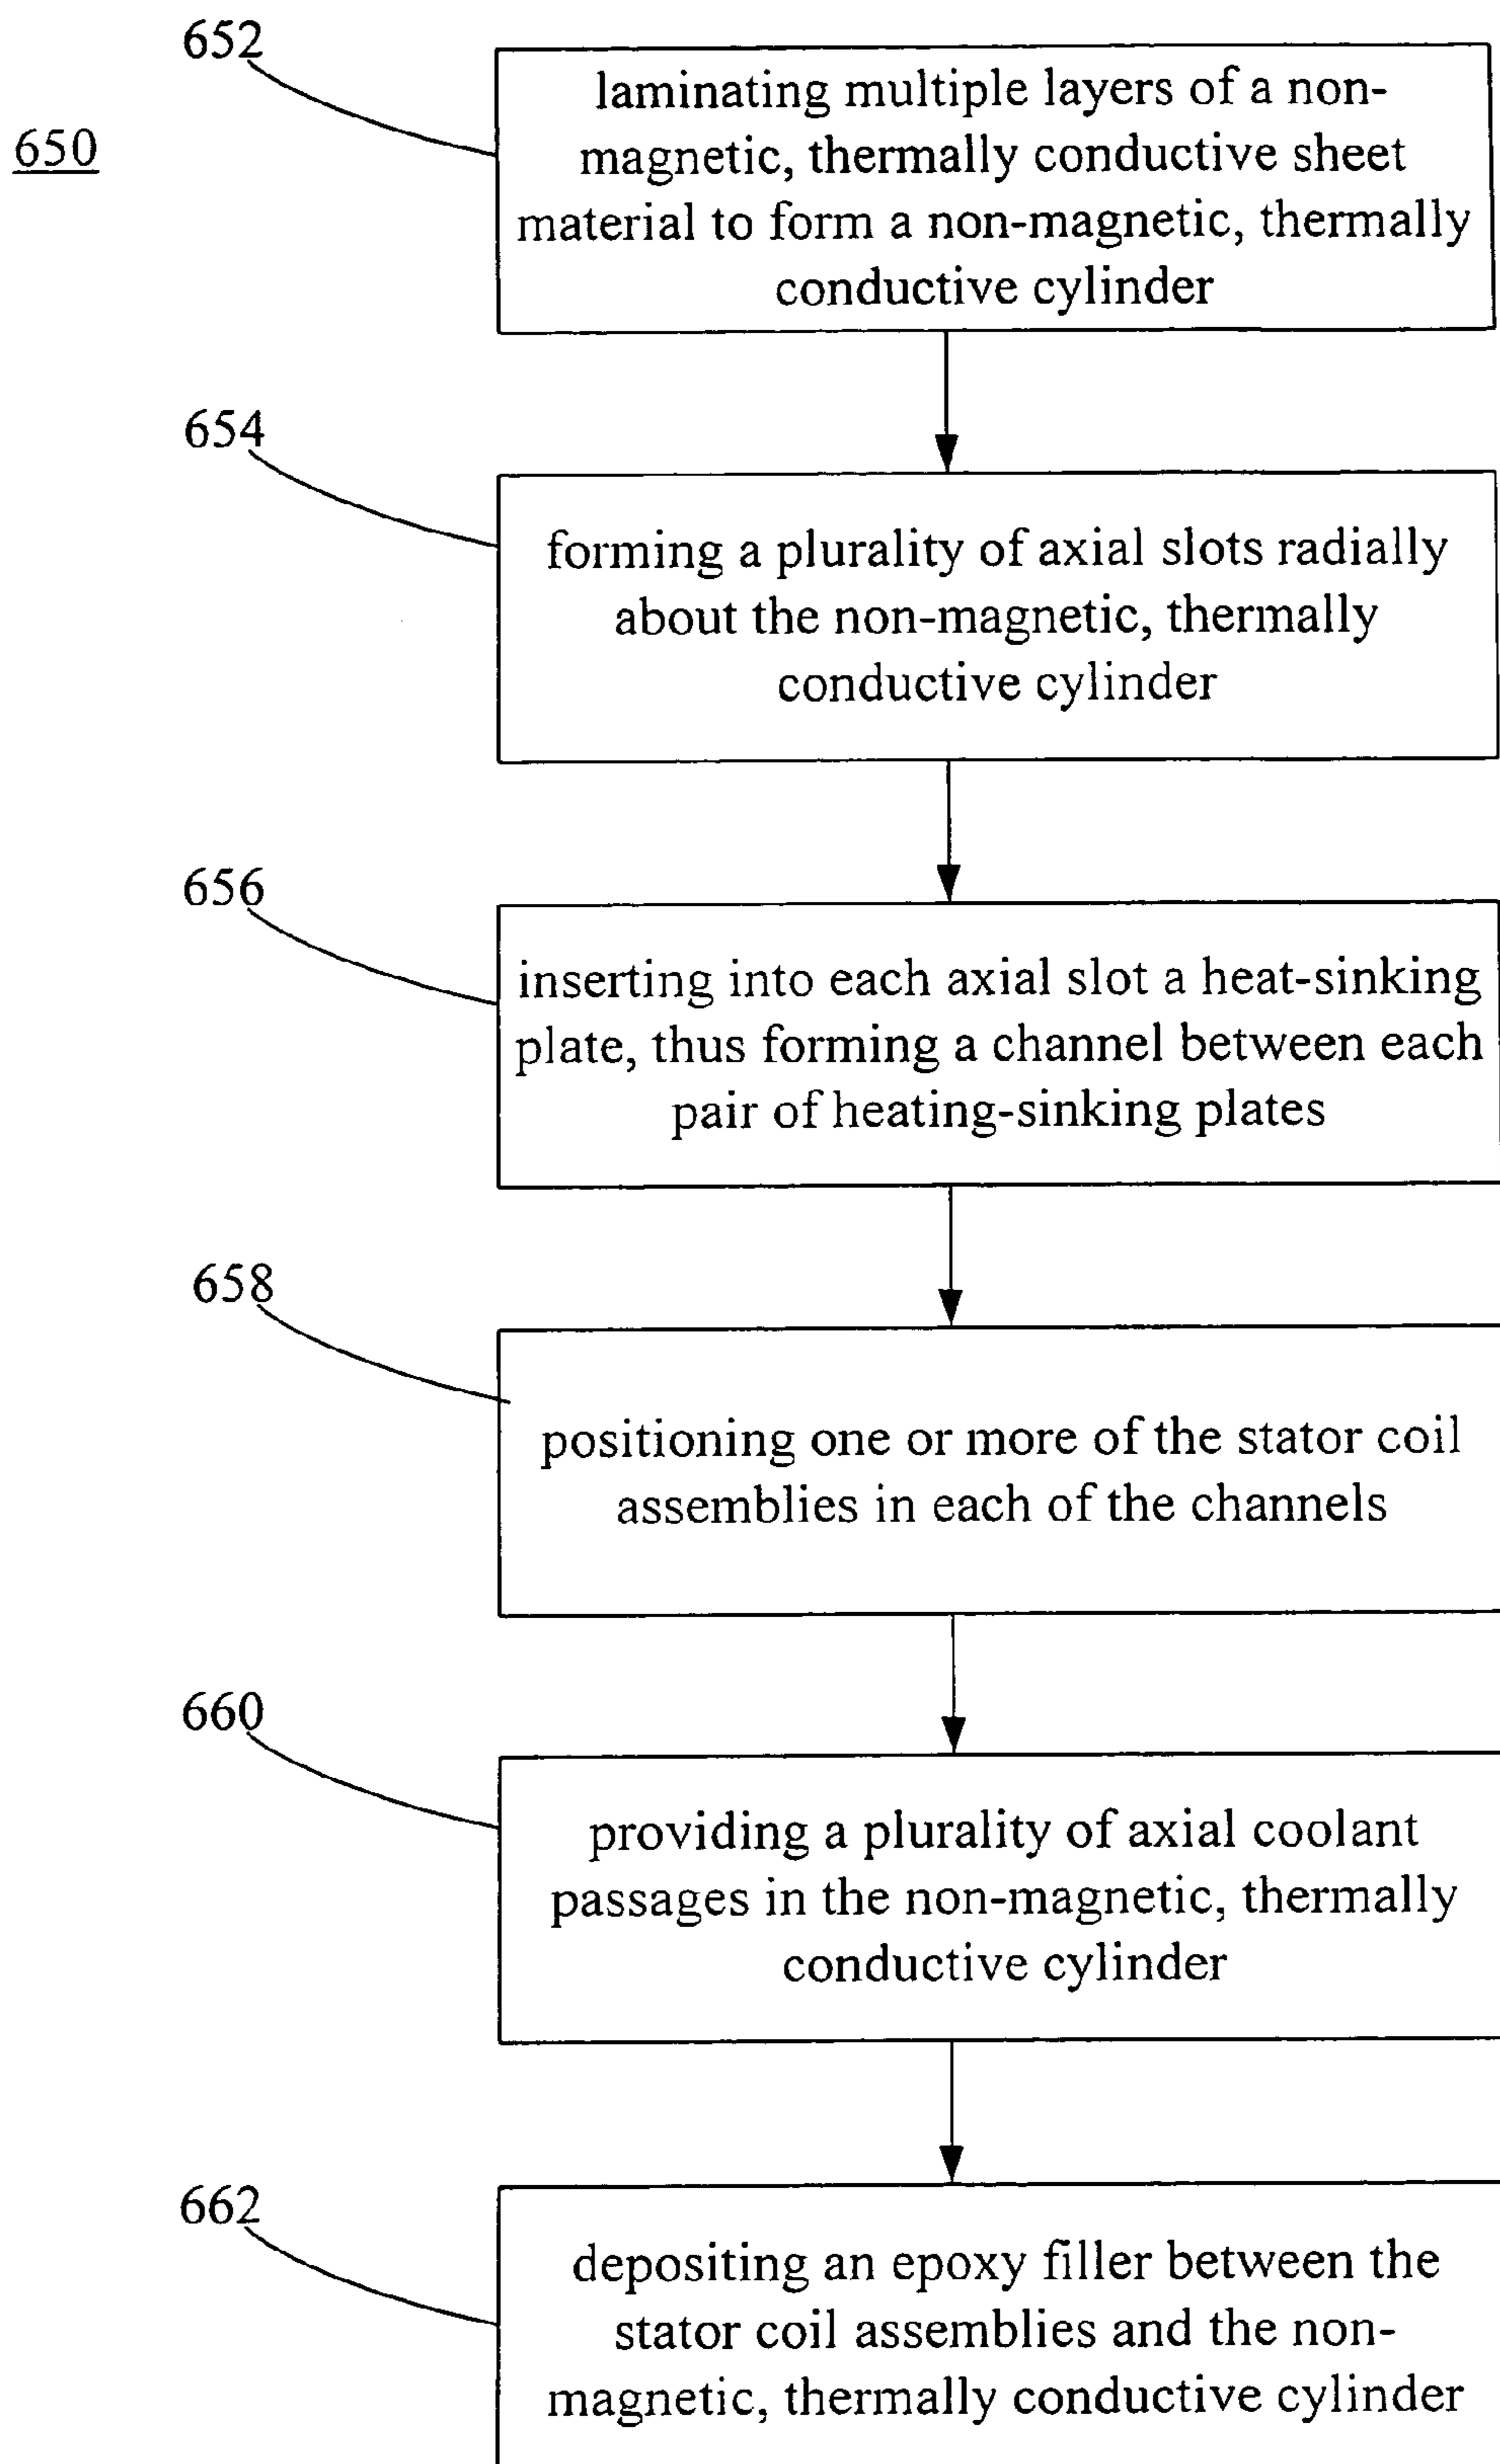 652
650
laminating multiple layers of a non-
magnetic, thermally conductive sheet
material to form a non-magnetic, thermally
conductive cylinder
654
forming a plurality of axial slots radially
about the non-magnetic, thermally
conductive cylinder
656
inserting into each axial slot a heat-sinking
plate, thus forming a channel between each
pair of heating-sinking plates
658
positioning one or more of the stator coil
assemblies in each of the channels
660
providing a plurality of axial coolant
passages in the non-magnetic, thermally
conductive cylinder
662
depositing an epoxy filler between the
stator coil assemblies and the non-
magnetic, thermally conductive cylinder